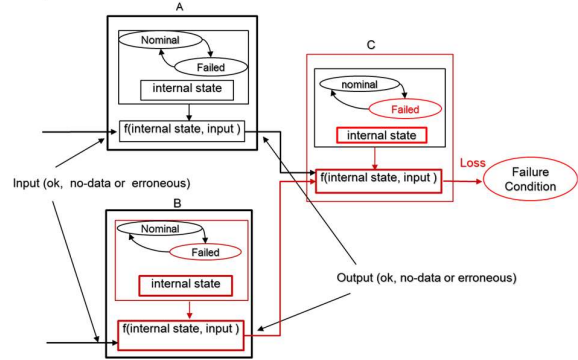 A
Nominal
Failed
internal state
f(internal state, input )
C
nominal
Failed
internal state
f(internal state, input )
Loss
Failure
Condition
Input (ok, no-data or erroneous)
B
Nominal
Failed
internal state
f(internal state, input )
Output (ok, no-data or erroneous)